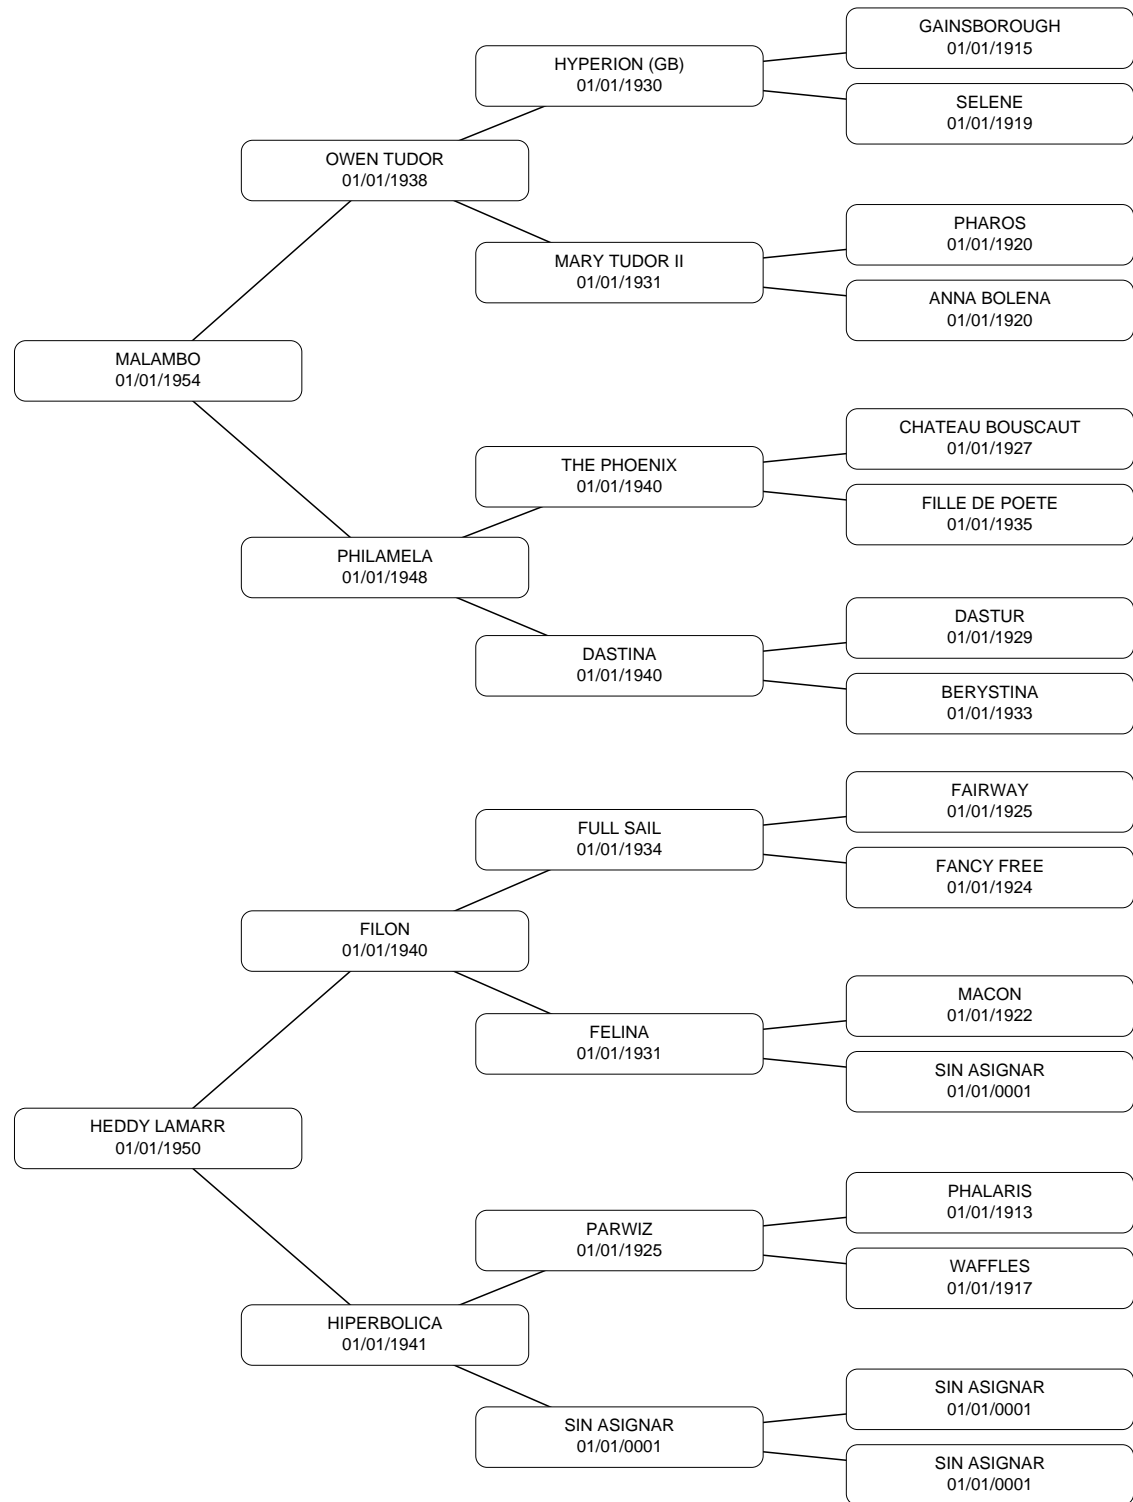 GAINSBOROUGH
01/01/1915
HYPERION (GB)
01/01/1930
SELENE
01/01/1919
OWEN TUDOR
01/01/1938
PHAROS
01/01/1920
MARY TUDOR II
01/01/1931
ANNA BOLENA
01/01/1920
MALAMBO
01/01/1954
CHATEAU BOUSCAUT
01/01/1927
THE PHOENIX
01/01/1940
FILLE DE POETE
01/01/1935
PHILAMELA
01/01/1948
DASTUR
01/01/1929
DASTINA
01/01/1940
BERYSTINA
01/01/1933
FAIRWAY
01/01/1925
FULL SAIL
01/01/1934
FANCY FREE
01/01/1924
FILON
01/01/1940
MACON
01/01/1922
FELINA
01/01/1931
SIN ASIGNAR
01/01/0001
HEDDY LAMARR
01/01/1950
PHALARIS
01/01/1913
PARWIZ
01/01/1925
WAFFLES
01/01/1917
HIPERBOLICA
01/01/1941
SIN ASIGNAR
01/01/0001
SIN ASIGNAR
01/01/0001
SIN ASIGNAR
01/01/0001